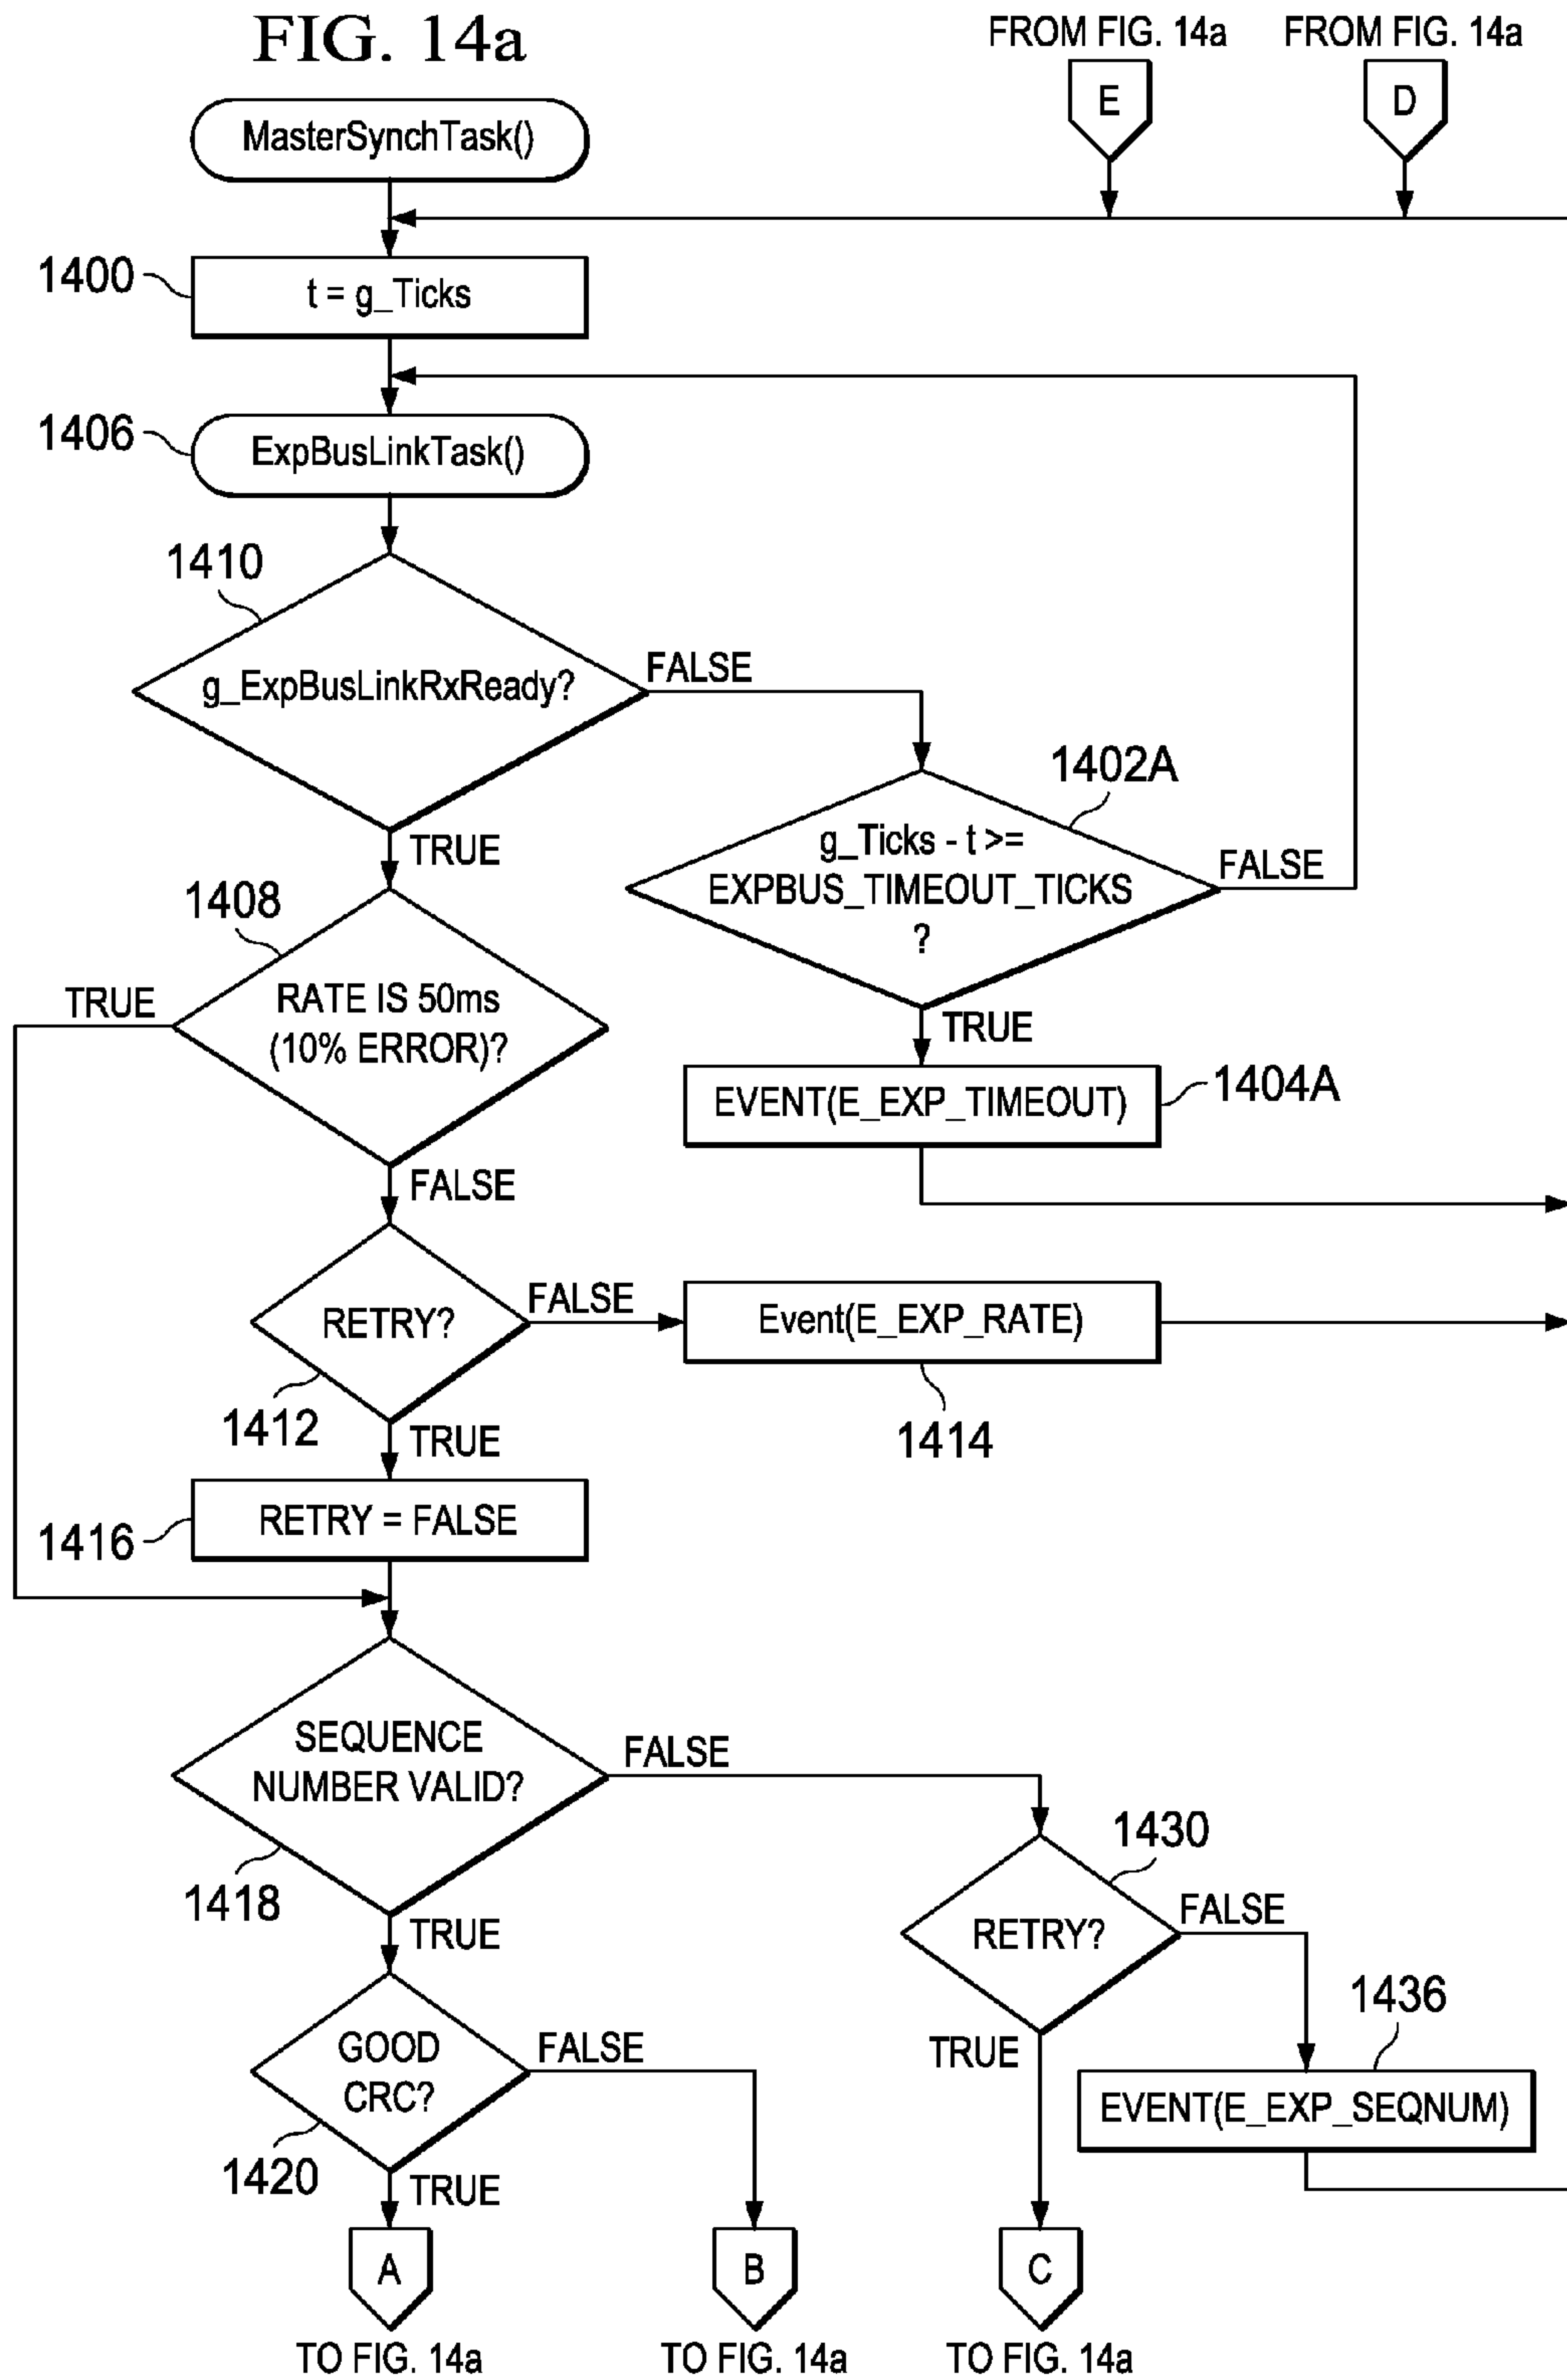 FIG. 14a
FROM FIG. 14a
FROM FIG. 14a
E
D
MasterSynchTask()
1400
t = g_Ticks
1406
ExpBusLinkTask()
1410
g_ExpBusLinkRxReady?
FALSE
TRUE
1402A
g_Ticks - t >=
EXPBUS_TIMEOUT_TICKS
?
FALSE
TRUE
1408
RATE IS 50ms
(10% ERROR)?
TRUE
FALSE
EVENT(E_EXP_TIMEOUT)
1404A
RETRY?
FALSE
Event(E_EXP_RATE)
1412
TRUE
1414
1416
RETRY = FALSE
SEQUENCE
NUMBER VALID?
FALSE
1418
TRUE
1430
RETRY?
FALSE
TRUE
1436
EVENT(E_EXP_SEQNUM)
GOOD
CRC?
FALSE
1420
TRUE
A
B
C
TO FIG. 14a
TO FIG. 14a
TO FIG. 14a